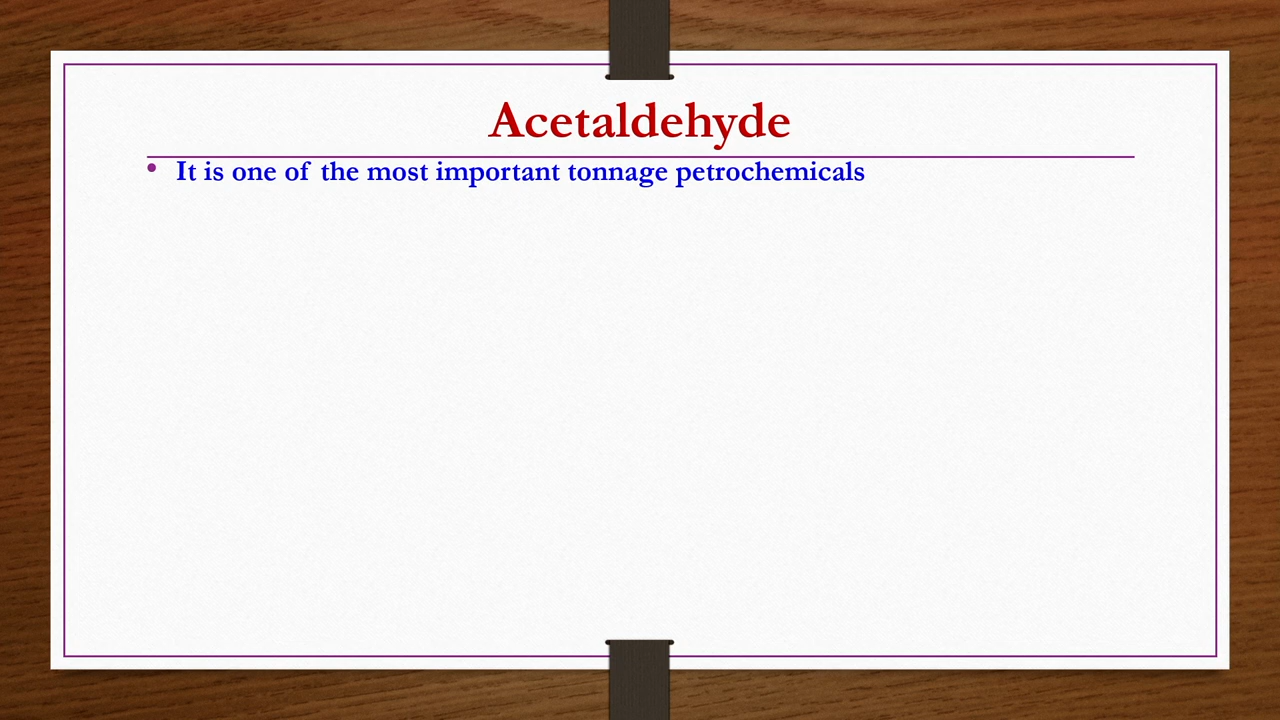 Acetaldehyde
• It is one of the most important tonnage petrochemicals